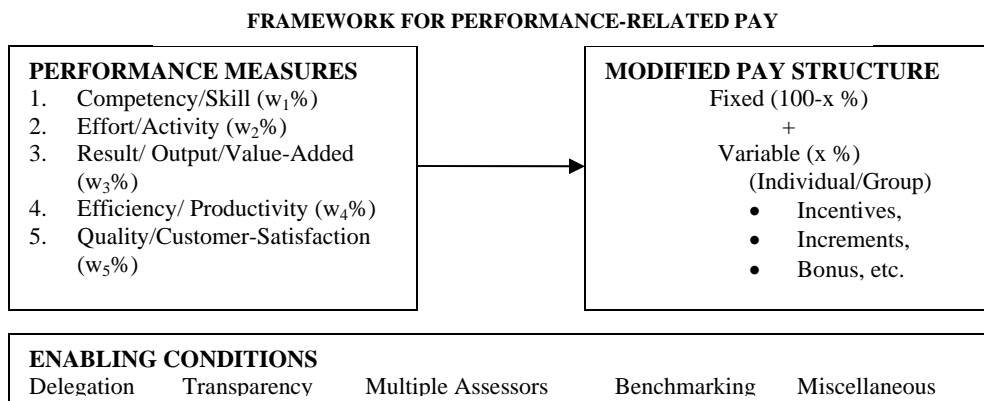 FRAMEWORK FOR PERFORMANCE-RELATED PAY
PERFORMANCE MEASURES
1. Competency/Skill (w₁%)
2. Effort/Activity (w₂%)
3. Result/ Output/Value-Added
(w₃%)
4. Efficiency/ Productivity (w₄%)
5. Quality/Customer-Satisfaction
(w₅%)
MODIFIED PAY STRUCTURE
Fixed (100-x %)
+
Variable (x %)
(Individual/Group)
• Incentives,
• Increments,
• Bonus, etc.
ENABLING CONDITIONS
Delegation Transparency Multiple Assessors Benchmarking Miscellaneous